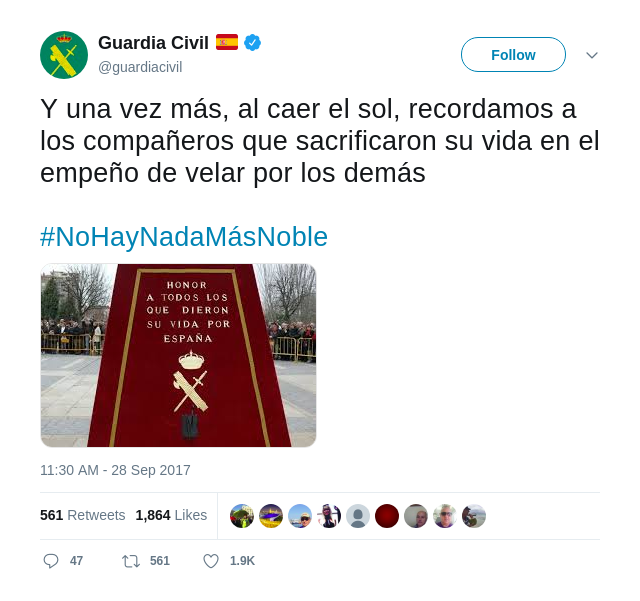 Guardia Civil
@guardiacivil
Follow
Y una vez más, al caer el sol, recordamos a
los compañeros que sacrificaron su vida en el
empeño de velar por los demás
#NoHayNadaMásNoble
HONOR
A TODOS LOS
QUE DIERON
SU VIDA POR
ESPAÑA
11:30 AM - 28 Sep 2017
561 Retweets 1,864 Likes
47 561 1.9K